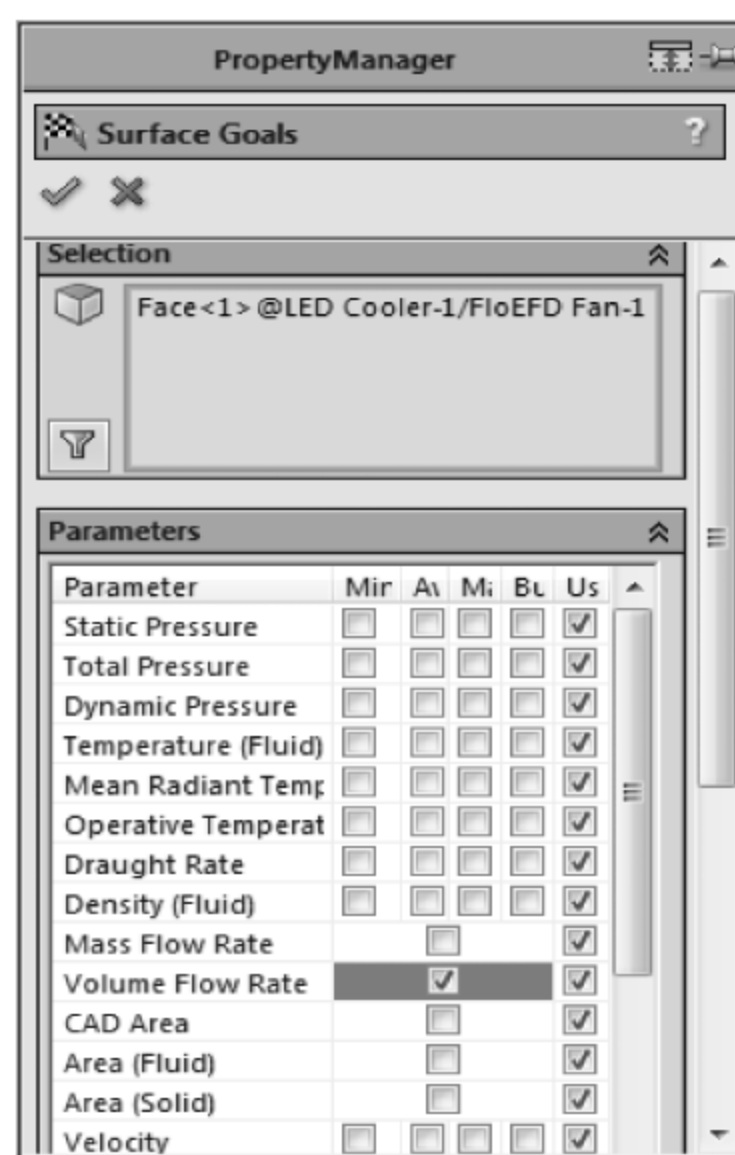 PropertyManager
Surface Goals ?
Selection
Face<1>@LED Cooler-1/FloEFD Fan-1
Parameters
Parameter Mir Av Ma Bu Us
Static Pressure
Total Pressure
Dynamic Pressure
Temperature (Fluid)
Mean Radiant Temp
Operative Temperat
Draught Rate
Density (Fluid)
Mass Flow Rate
Volume Flow Rate
CAD Area
Area (Fluid)
Area (Solid)
Velocity